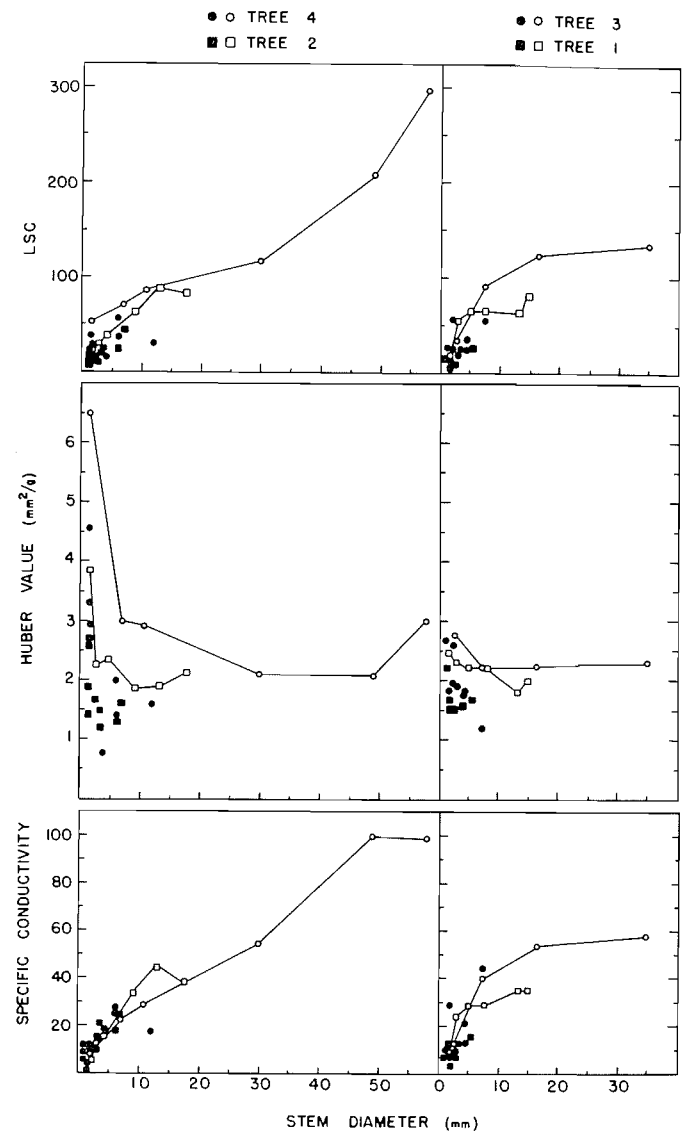 ● ○ TREE 4
■ □ TREE 2
● ○ TREE 3
■ □ TREE 1
300
200
100
LSC
6
5
4
3
2
1
HUBER VALUE (mm²/g)
100
80
60
40
20
SPECIFIC CONDUCTIVITY
10 20 30 40 50 60
0 10 20 30
STEM DIAMETER (mm)